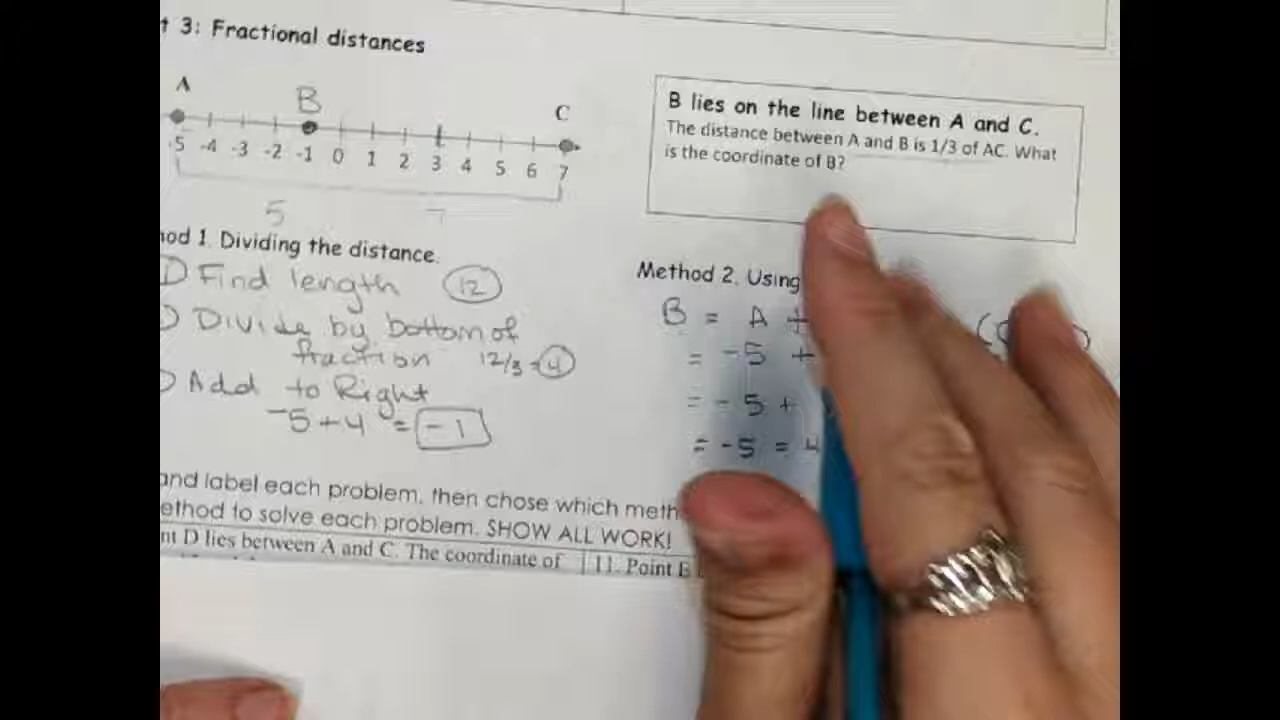 t 3: Fractional distances
A
B
C
-5 -4 -3 -2 -1 0 1 2 3 4 5 6 7
5
7
B lies on the line between A and C.
The distance between A and B is 1/3 of AC. What
is the coordinate of B?
od 1. Dividing the distance.
Find length 12
Divide by bottom of
fraction 12/3 = 4
Add to Right
-5+4 = -1
Method 2. Using
B = A +
= -5 +
= -5 +
= -5 = 4
and label each problem, then chose which meth
ethod to solve each problem. SHOW ALL WORK!
nt D lies between A and C. The coordinate of
11. Point B